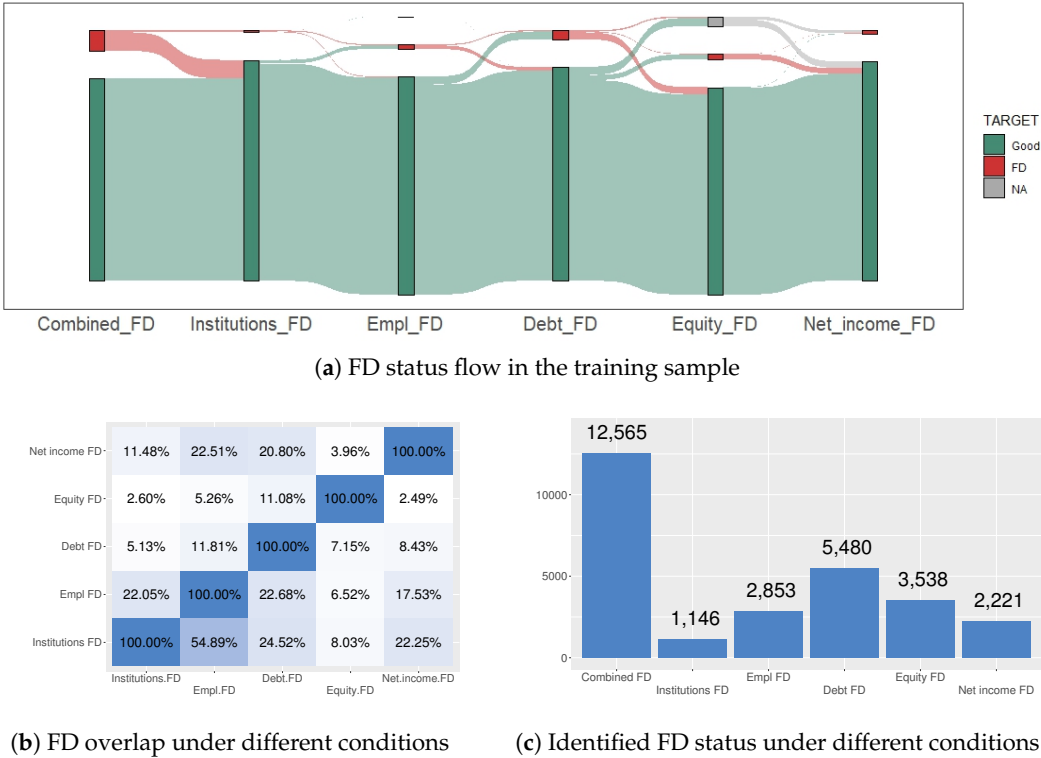 TARGET
Good
FD
NA
Combined_FD Institutions_FD Empl_FD Debt_FD Equity_FD Net_income_FD
(a) FD status flow in the training sample
Net income FD 11.48% 22.51% 20.80% 3.96% 100.00%
Equity FD 2.60% 5.26% 11.08% 100.00% 2.49%
Debt FD 5.13% 11.81% 100.00% 7.15% 8.43%
Empl FD 22.05% 100.00% 22.68% 6.52% 17.53%
Institutions FD 100.00% 54.89% 24.52% 8.03% 22.25%
Institutions.FD Empl.FD Debt.FD Equity.FD Net.income.FD
(b) FD overlap under different conditions
12,565
10000
5,480
5000
3,538
2,853
2,221
1,146
0
Combined FD Institutions FD Empl FD Debt FD Equity FD Net income FD
(c) Identified FD status under different conditions